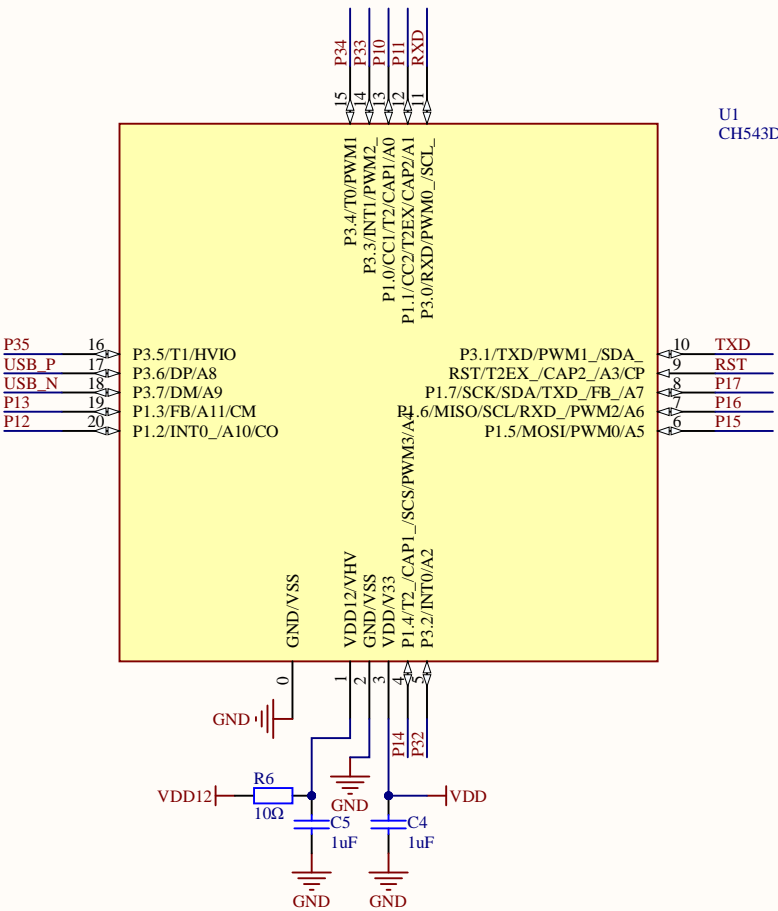 P34
P33
P10
P11
RXD
15
14
13
12
11
U1
CH543D
P3.4/T0/PWM1
P3.3/INT1/PWM2_
P1.0/CC1/T2/CAP1/A0
P1.1/CC2/T2EX/CAP2/A1
P3.0/RXD/PWM0_/SCL_
P35 16 P3.5/T1/HVIO
USB_P 17 P3.6/DP/A8
USB_N 18 P3.7/DM/A9
P13 19 P1.3/FB/A11/CM
P12 20 P1.2/INT0_/A10/CO
P3.1/TXD/PWM1_/SDA_ 10 TXD
RST/T2EX_/CAP2_/A3/CP 9 RST
P1.7/SCK/SDA/TXD_/FB_/A7 8 P17
P1.6/MISO/SCL/RXD_/PWM2/A6 7 P16
P1.5/MOSI/PWM0/A5 6 P15
GND/VSS
VDD12/VHV
GND/VSS
VDD/V33
P1.4/T2_/CAP1_/SCS/PWM3/A4
P3.2/INT0/A2
0
1
2
3
4
5
GND
P14
P32
VDD12
R6
10Ω
GND
VDD
C5
1uF
C4
1uF
GND
GND